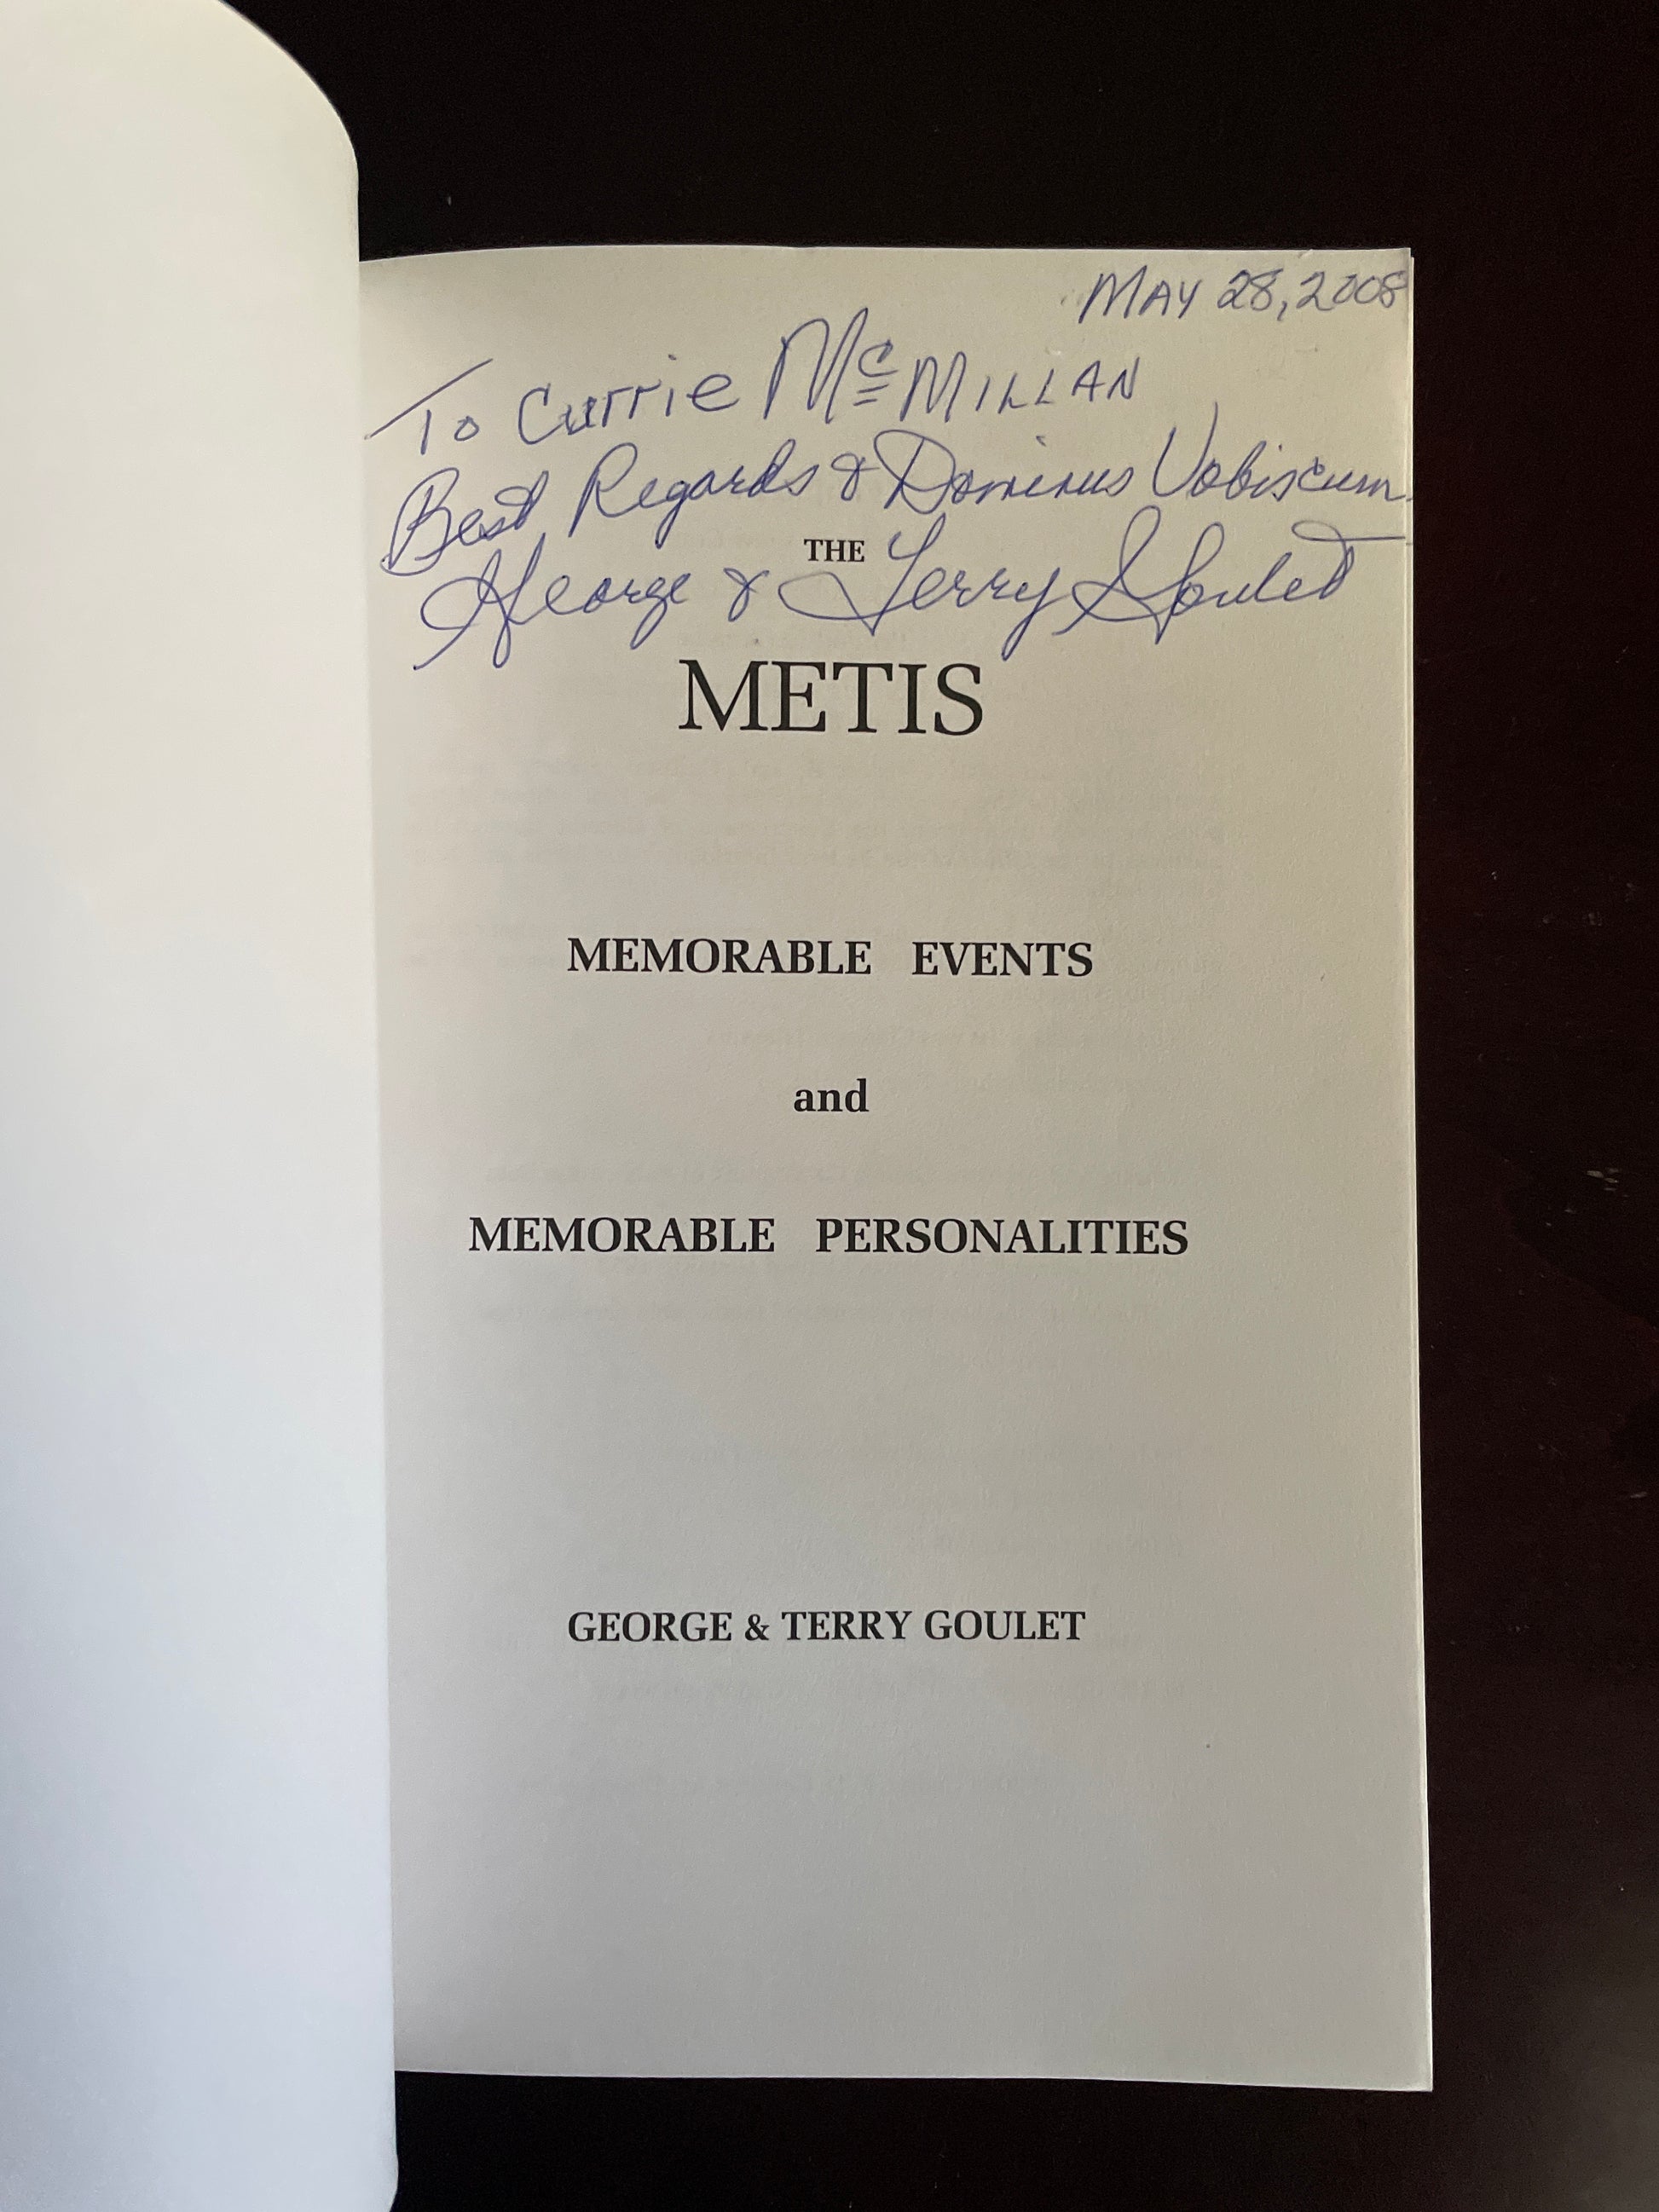 MAY 28, 2008
To Currie McMILLAN
Best Regards & Dominus Vobiscum
George & Terry Goulet
THE
METIS
MEMORABLE EVENTS
and
MEMORABLE PERSONALITIES
GEORGE & TERRY GOULET